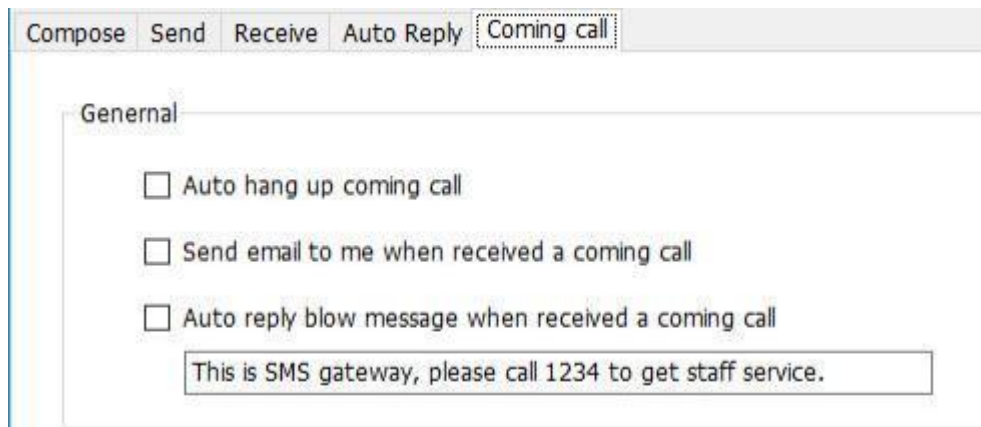 Compose Send Receive Auto Reply Coming call
Genernal
Auto hang up coming call
Send email to me when received a coming call
Auto reply blow message when received a coming call
This is SMS gateway, please call 1234 to get staff service.